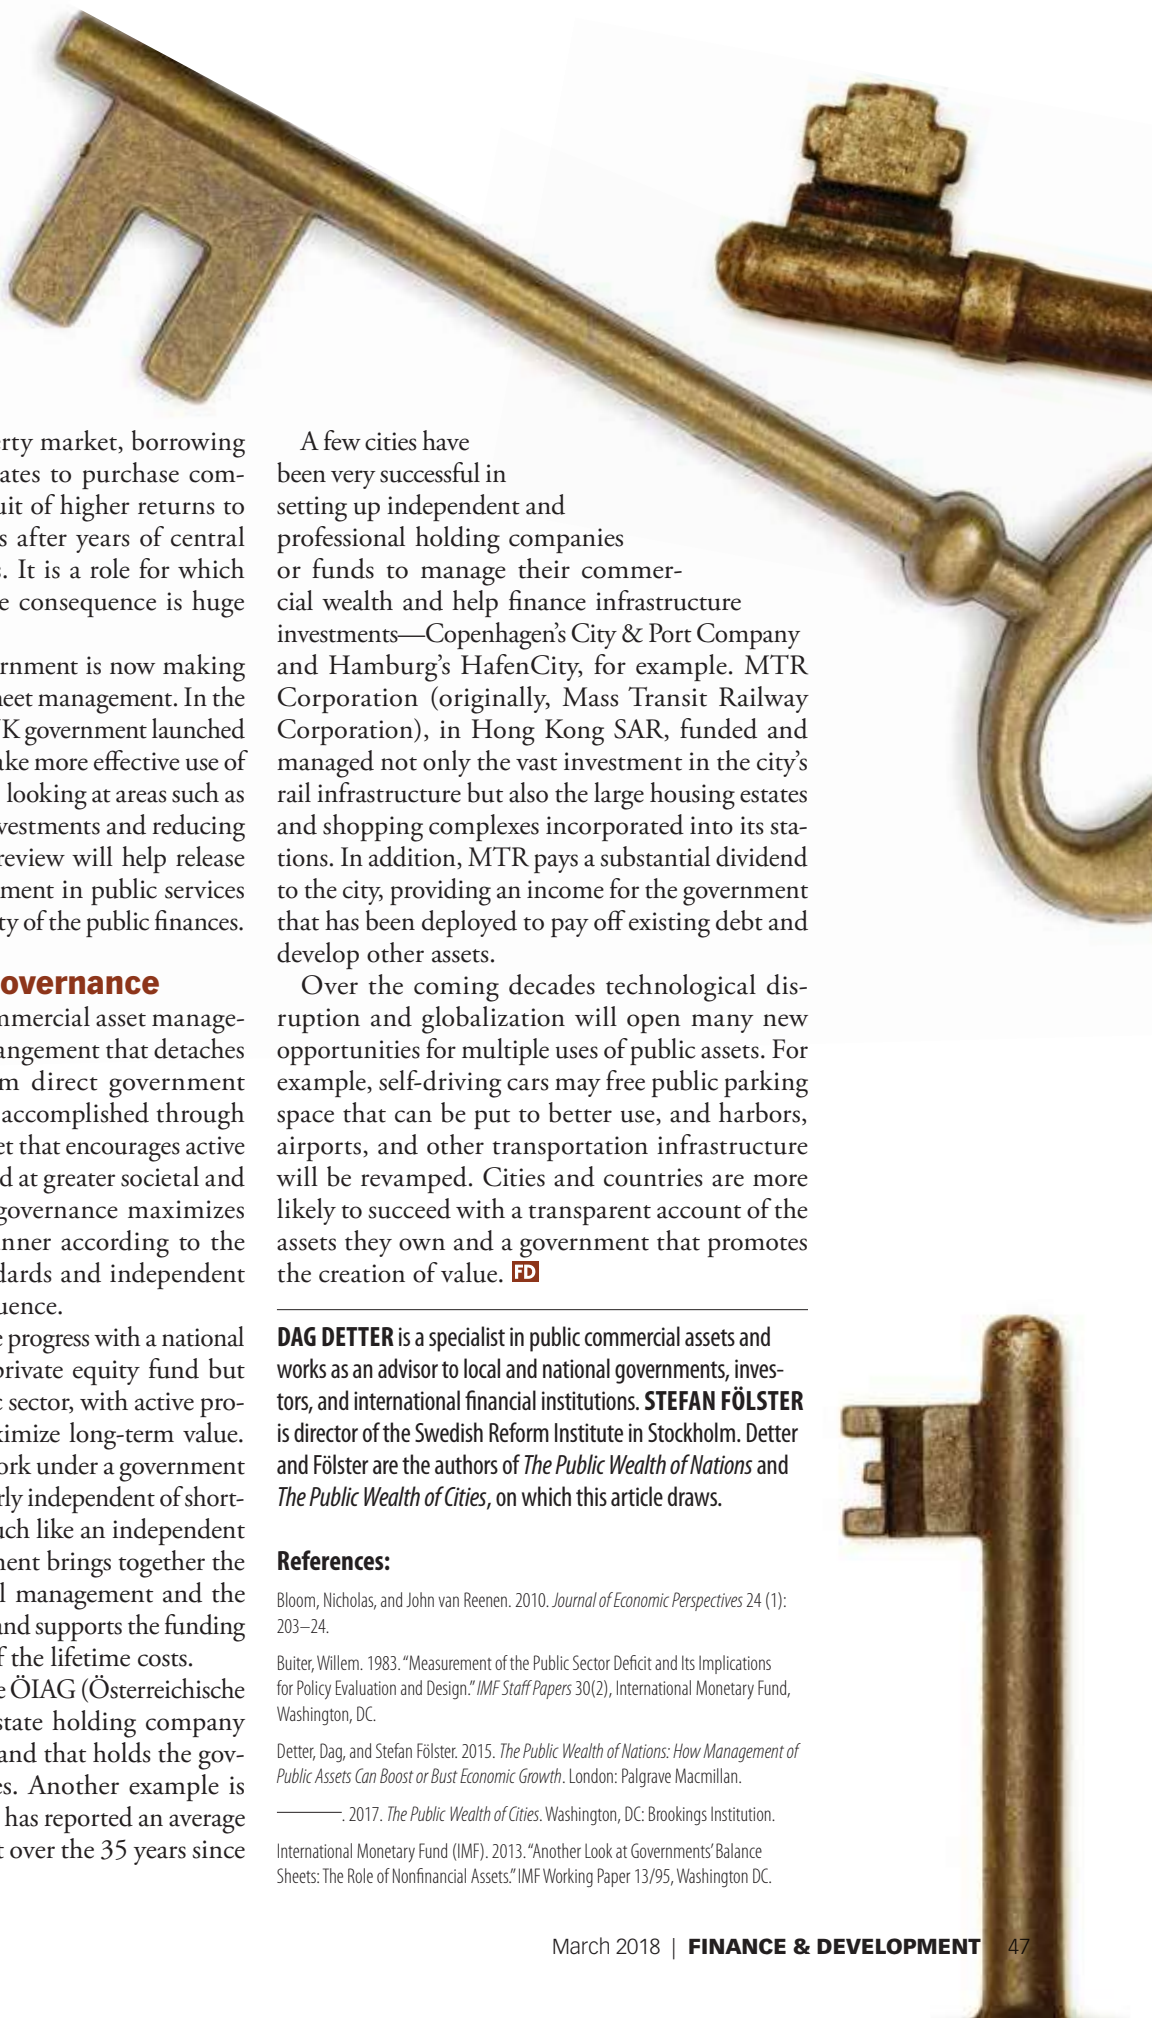 erty market, borrowing
ates to purchase com-
uit of higher returns to
s after years of central
s. It is a role for which
e consequence is huge
ernment is now making
heet management. In the
UK government launched
ake more effective use of
looking at areas such as
vestments and reducing
review will help release
ment in public services
ty of the public finances.
overnance
mmercial asset manage-
angement that detaches
m direct government
accomplished through
et that encourages active
d at greater societal and
governance maximizes
nner according to the
dards and independent
uence.
e progress with a national
private equity fund but
c sector, with active pro-
ximize long-term value.
ork under a government
rly independent of short-
uch like an independent
ment brings together the
l management and the
and supports the funding
f the lifetime costs.
e ÖIAG (Österreichische
state holding company
and that holds the gov-
es. Another example is
has reported an average
t over the 35 years since
A few cities have
been very successful in
setting up independent and
professional holding companies
or funds to manage their commer-
cial wealth and help finance infrastructure
investments—Copenhagen’s City & Port Company
and Hamburg’s HafenCity, for example. MTR
Corporation (originally, Mass Transit Railway
Corporation), in Hong Kong SAR, funded and
managed not only the vast investment in the city’s
rail infrastructure but also the large housing estates
and shopping complexes incorporated into its sta-
tions. In addition, MTR pays a substantial dividend
to the city, providing an income for the government
that has been deployed to pay off existing debt and
develop other assets.
Over the coming decades technological dis-
ruption and globalization will open many new
opportunities for multiple uses of public assets. For
example, self-driving cars may free public parking
space that can be put to better use, and harbors,
airports, and other transportation infrastructure
will be revamped. Cities and countries are more
likely to succeed with a transparent account of the
assets they own and a government that promotes
the creation of value. FD
DAG DETTER is a specialist in public commercial assets and
works as an advisor to local and national governments, inves-
tors, and international financial institutions. STEFAN FÖLSTER
is director of the Swedish Reform Institute in Stockholm. Detter
and Fölster are the authors of The Public Wealth of Nations and
The Public Wealth of Cities, on which this article draws.
References:
Bloom, Nicholas, and John van Reenen. 2010. Journal of Economic Perspectives 24 (1):
203–24.
Buiter, Willem. 1983. “Measurement of the Public Sector Deficit and Its Implications
for Policy Evaluation and Design.” IMF Staff Papers 30(2), International Monetary Fund,
Washington, DC.
Detter, Dag, and Stefan Fölster. 2015. The Public Wealth of Nations: How Management of
Public Assets Can Boost or Bust Economic Growth. London: Palgrave Macmillan.
———. 2017. The Public Wealth of Cities. Washington, DC: Brookings Institution.
International Monetary Fund (IMF). 2013. “Another Look at Governments’ Balance
Sheets: The Role of Nonfinancial Assets.” IMF Working Paper 13/95, Washington DC.
March 2018 | FINANCE & DEVELOPMENT 47